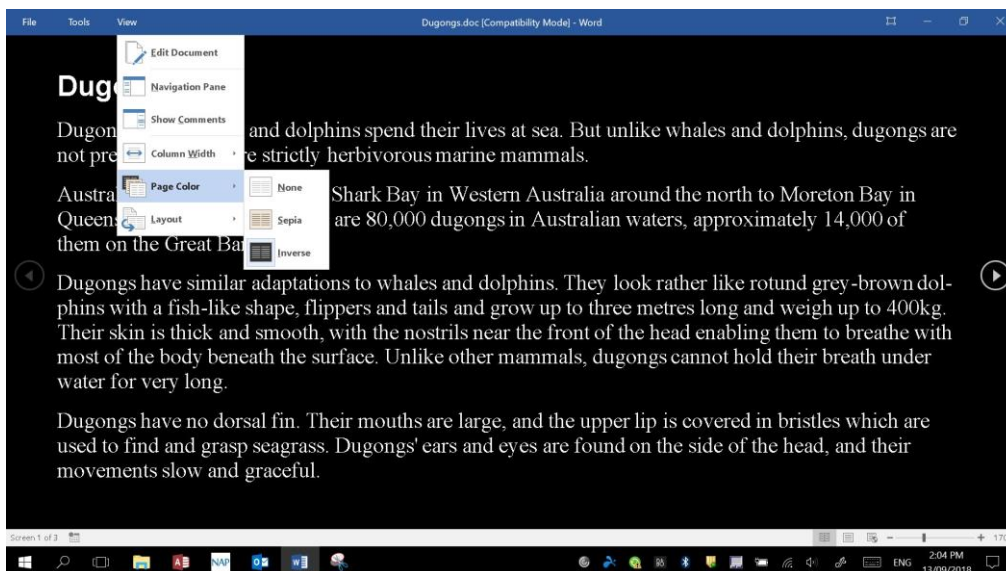 File Tools View Dugongs.doc [Compatibility Mode] - Word
Edit Document
Navigation Pane
Show Comments
Column Width
Page Color
Layout
None
Sepia
Inverse
Dug
Dugon and dolphins spend their lives at sea. But unlike whales and dolphins, dugongs are
not pre e strictly herbivorous marine mammals.
Austra Shark Bay in Western Australia around the north to Moreton Bay in
Queens are 80,000 dugongs in Australian waters, approximately 14,000 of
them on the Great Bar
Dugongs have similar adaptations to whales and dolphins. They look rather like rotund grey-brown dol-
phins with a fish-like shape, flippers and tails and grow up to three metres long and weigh up to 400kg.
Their skin is thick and smooth, with the nostrils near the front of the head enabling them to breathe with
most of the body beneath the surface. Unlike other mammals, dugongs cannot hold their breath under
water for very long.
Dugongs have no dorsal fin. Their mouths are large, and the upper lip is covered in bristles which are
used to find and grasp seagrass. Dugongs' ears and eyes are found on the side of the head, and their
movements slow and graceful.
Screen 1 of 3 - + 170
NAP ENG 2:04 PM
13/09/2018